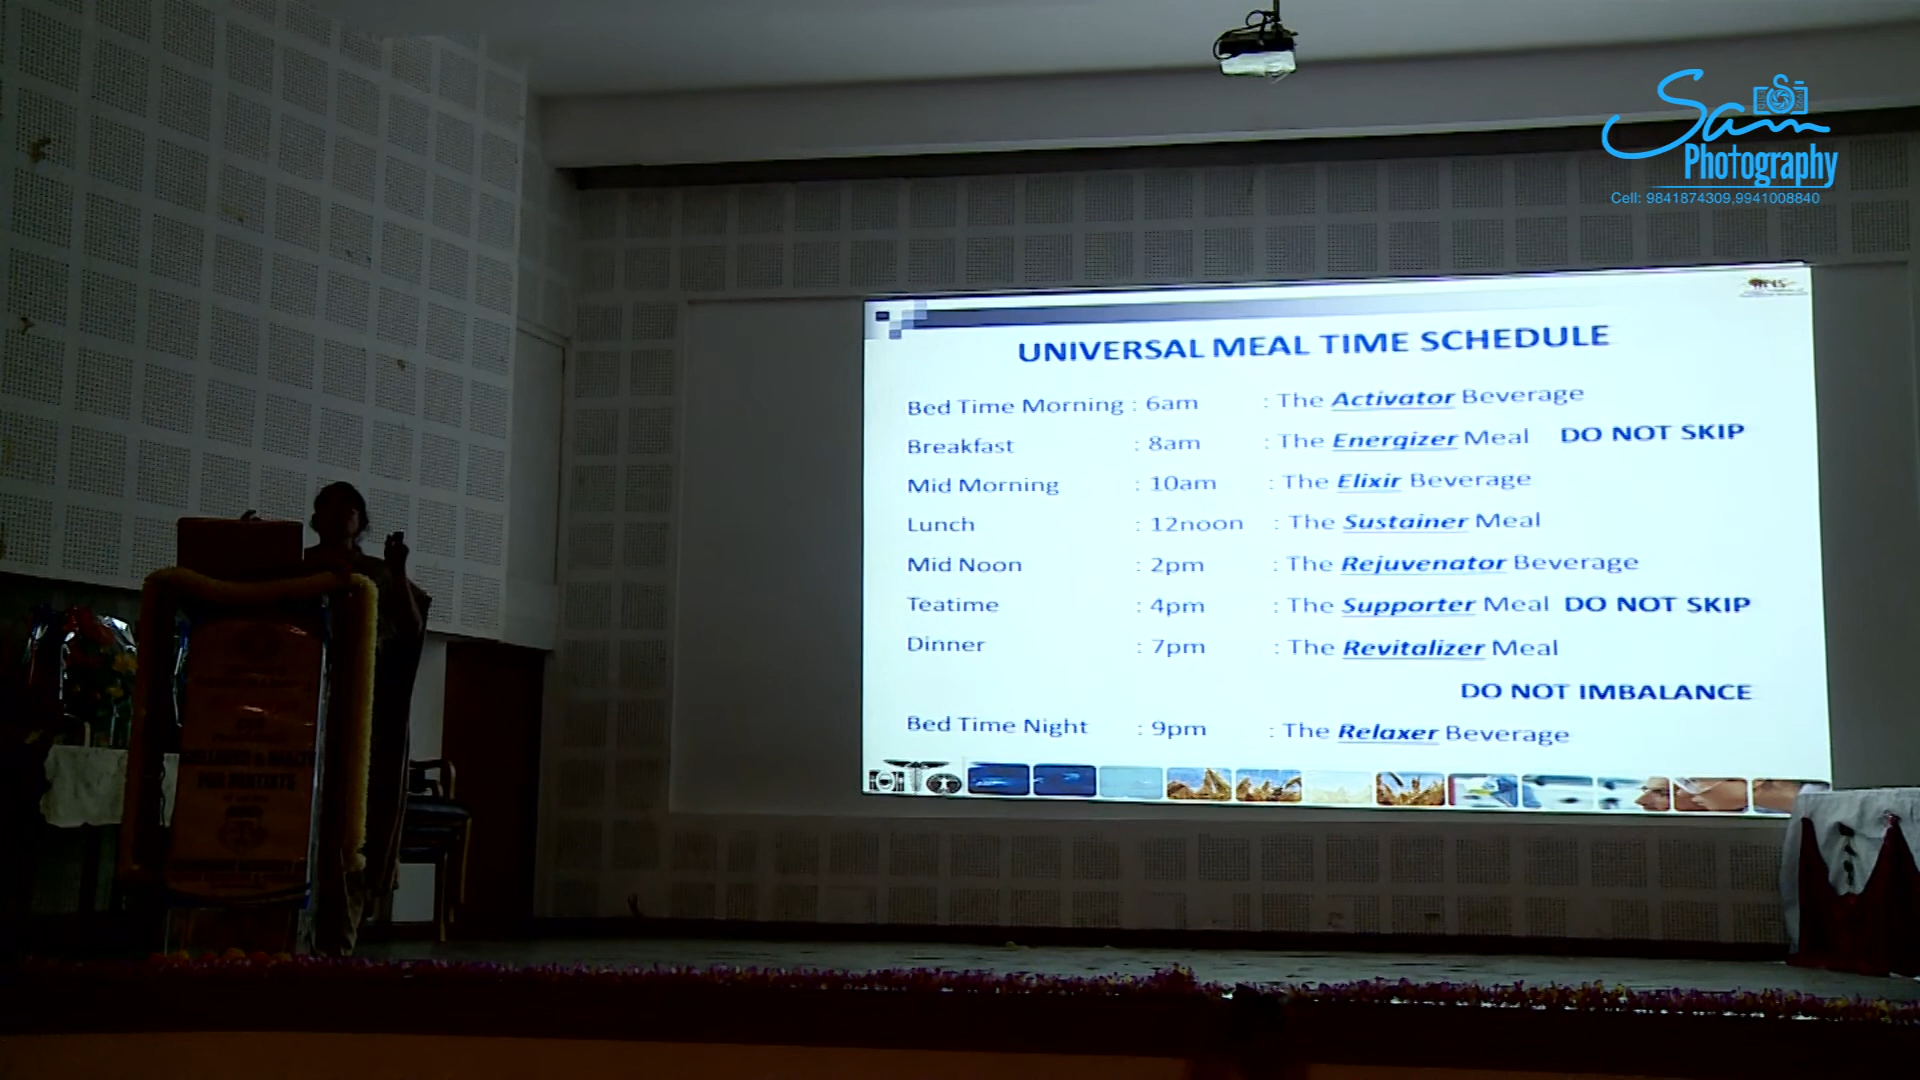 Sam
Photography
Cell: 9841874309,9941008840
UNIVERSAL MEAL TIME SCHEDULE
Bed Time Morning : 6am : The Activator Beverage
Breakfast : 8am : The Energizer Meal DO NOT SKIP
Mid Morning : 10am : The Elixir Beverage
Lunch : 12noon : The Sustainer Meal
Mid Noon : 2pm : The Rejuvenator Beverage
Teatime : 4pm : The Supporter Meal DO NOT SKIP
Dinner : 7pm : The Revitalizer Meal
DO NOT IMBALANCE
Bed Time Night : 9pm : The Relaxer Beverage
FOR DENTISTS